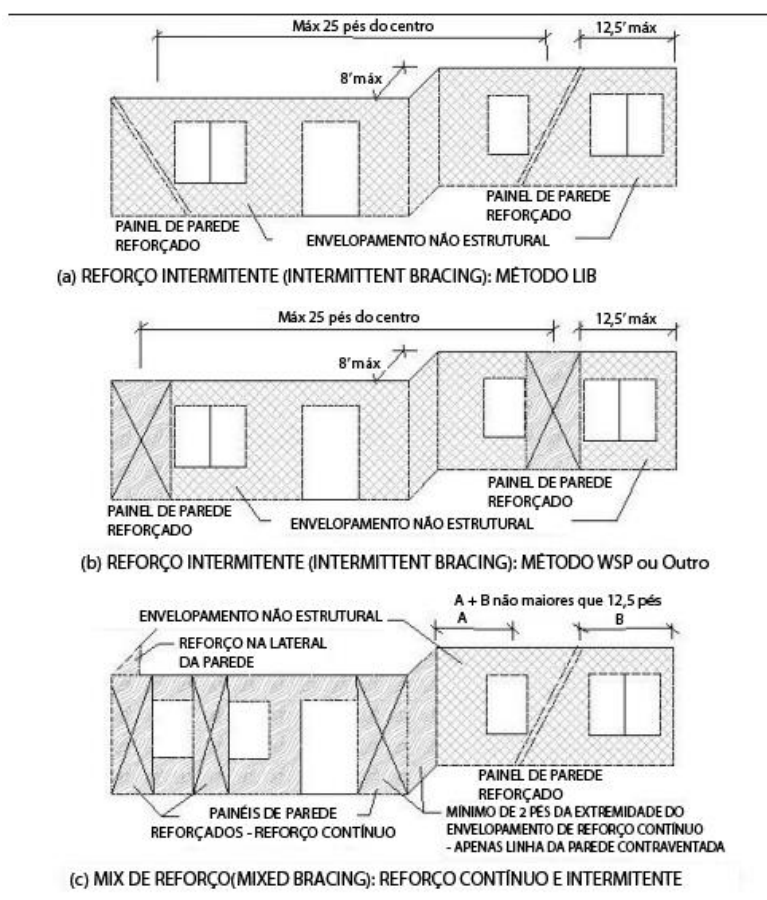 Máx 25 pés do centro
12,5' máx
8' máx
PAINEL DE PAREDE
REFORÇADO
ENVELOPAMENTO NÃO ESTRUTURAL
PAINEL DE PAREDE
REFORÇADO
(a) REFORÇO INTERMITENTE (INTERMITTENT BRACING): MÉTODO LIB
Máx 25 pés do centro
12,5' máx
8' máx
PAINEL DE PAREDE
REFORÇADO
ENVELOPAMENTO NÃO ESTRUTURAL
PAINEL DE PAREDE
REFORÇADO
(b) REFORÇO INTERMITENTE (INTERMITTENT BRACING): MÉTODO WSP ou Outro
A + B não maiores que 12,5 pés
A
B
ENVELOPAMENTO NÃO ESTRUTURAL
REFORÇO NA LATERAL
DA PAREDE
PAINÉIS DE PAREDE
REFORÇADOS - REFORÇO CONTÍNUO
PAINEL DE PAREDE
REFORÇADO
MÍNIMO DE 2 PÉS DA EXTREMIDADE DO
ENVELOPAMENTO DE REFORÇO CONTÍNUO
- APENAS LINHA DA PAREDE CONTRAVENTADA
(c) MIX DE REFORÇO(MIXED BRACING): REFORÇO CONTÍNUO E INTERMITENTE